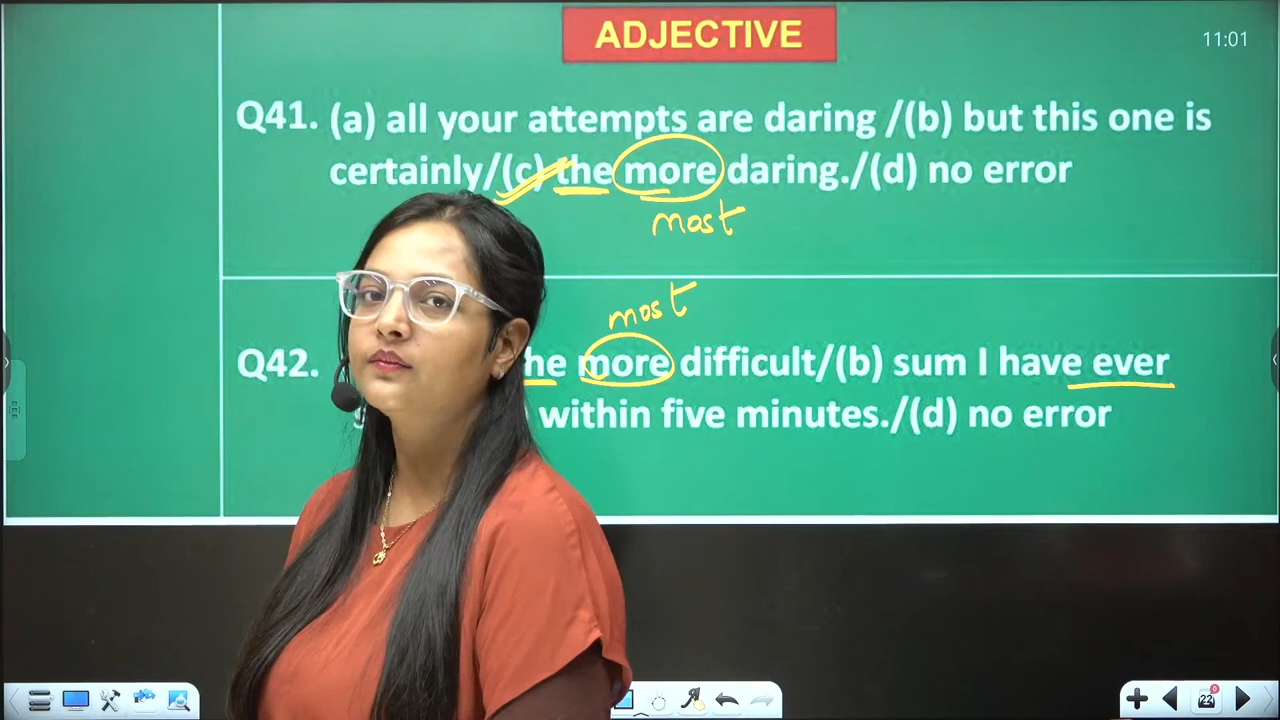 ADJECTIVE
11:01
Q41. (a) all your attempts are daring /(b) but this one is
certainly/(c) the more daring./(d) no error
most
most
Q42. he more difficult/(b) sum I have ever
within five minutes./(d) no error
22